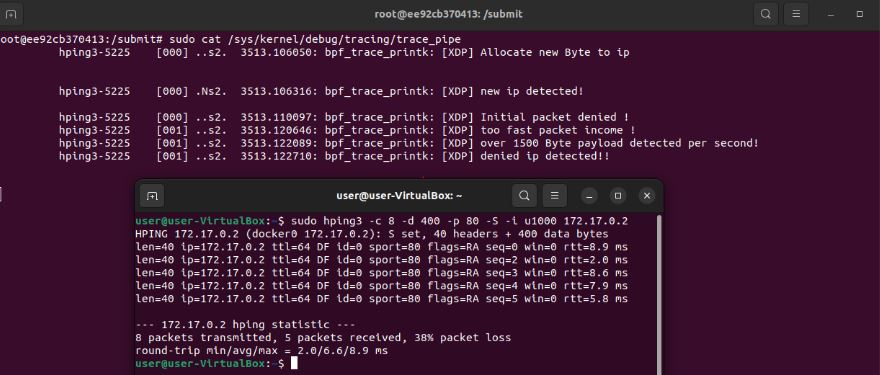 root@ee92cb370413: /submit
root@ee92cb370413:/submit# sudo cat /sys/kernel/debug/tracing/trace_pipe
hping3-5225 [000] ..s2. 3513.106050: bpf_trace_printk: [XDP] Allocate new Byte to ip
hping3-5225 [000] .Ns2. 3513.106316: bpf_trace_printk: [XDP] new ip detected!
hping3-5225 [000] ..s2. 3513.110097: bpf_trace_printk: [XDP] Initial packet denied !
hping3-5225 [001] ..s2. 3513.120646: bpf_trace_printk: [XDP] too fast packet income !
hping3-5225 [001] ..s2. 3513.122089: bpf_trace_printk: [XDP] over 1500 Byte payload detected per second!
hping3-5225 [001] ..s2. 3513.122710: bpf_trace_printk: [XDP] denied ip detected!!
user@user-VirtualBox: ~
user@user-VirtualBox:~$ sudo hping3 -c 8 -d 400 -p 80 -S -i u1000 172.17.0.2
HPING 172.17.0.2 (docker0 172.17.0.2): S set, 40 headers + 400 data bytes
len=40 ip=172.17.0.2 ttl=64 DF id=0 sport=80 flags=RA seq=0 win=0 rtt=8.9 ms
len=40 ip=172.17.0.2 ttl=64 DF id=0 sport=80 flags=RA seq=2 win=0 rtt=2.0 ms
len=40 ip=172.17.0.2 ttl=64 DF id=0 sport=80 flags=RA seq=3 win=0 rtt=8.6 ms
len=40 ip=172.17.0.2 ttl=64 DF id=0 sport=80 flags=RA seq=4 win=0 rtt=7.9 ms
len=40 ip=172.17.0.2 ttl=64 DF id=0 sport=80 flags=RA seq=5 win=0 rtt=5.8 ms
--- 172.17.0.2 hping statistic ---
8 packets transmitted, 5 packets received, 38% packet loss
round-trip min/avg/max = 2.0/6.6/8.9 ms
user@user-VirtualBox:~$